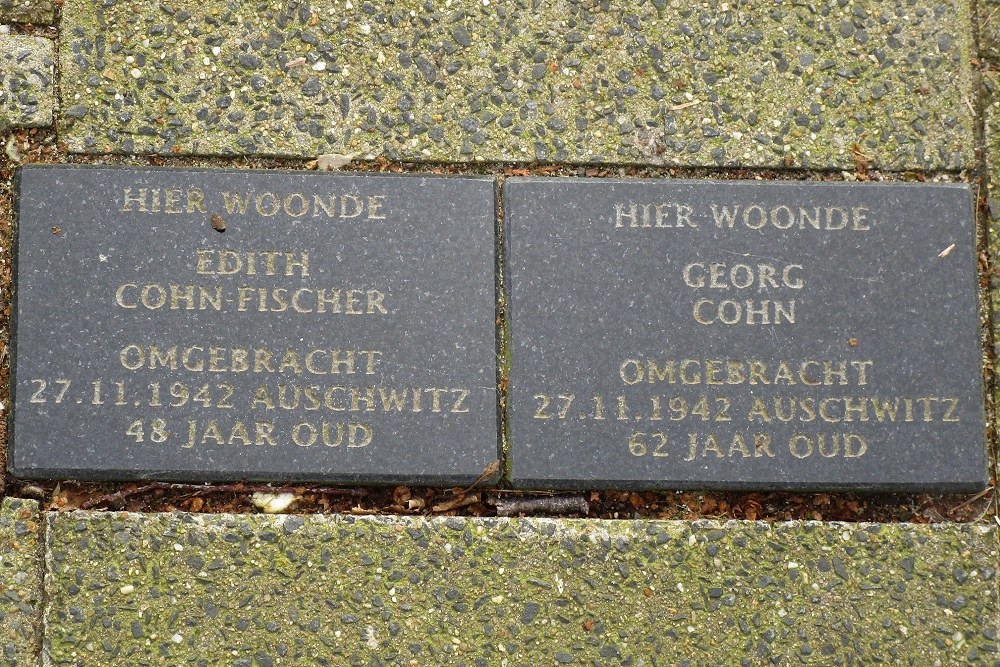 HIER WOONDE
EDITH
COHN-FISCHER
OMGEBRACHT
27.11.1942 AUSCHWITZ
48 JAAR OUD
HIER WOONDE
GEORG
COHN
OMGEBRACHT
27.11.1942 AUSCHWITZ
62 JAAR OUD